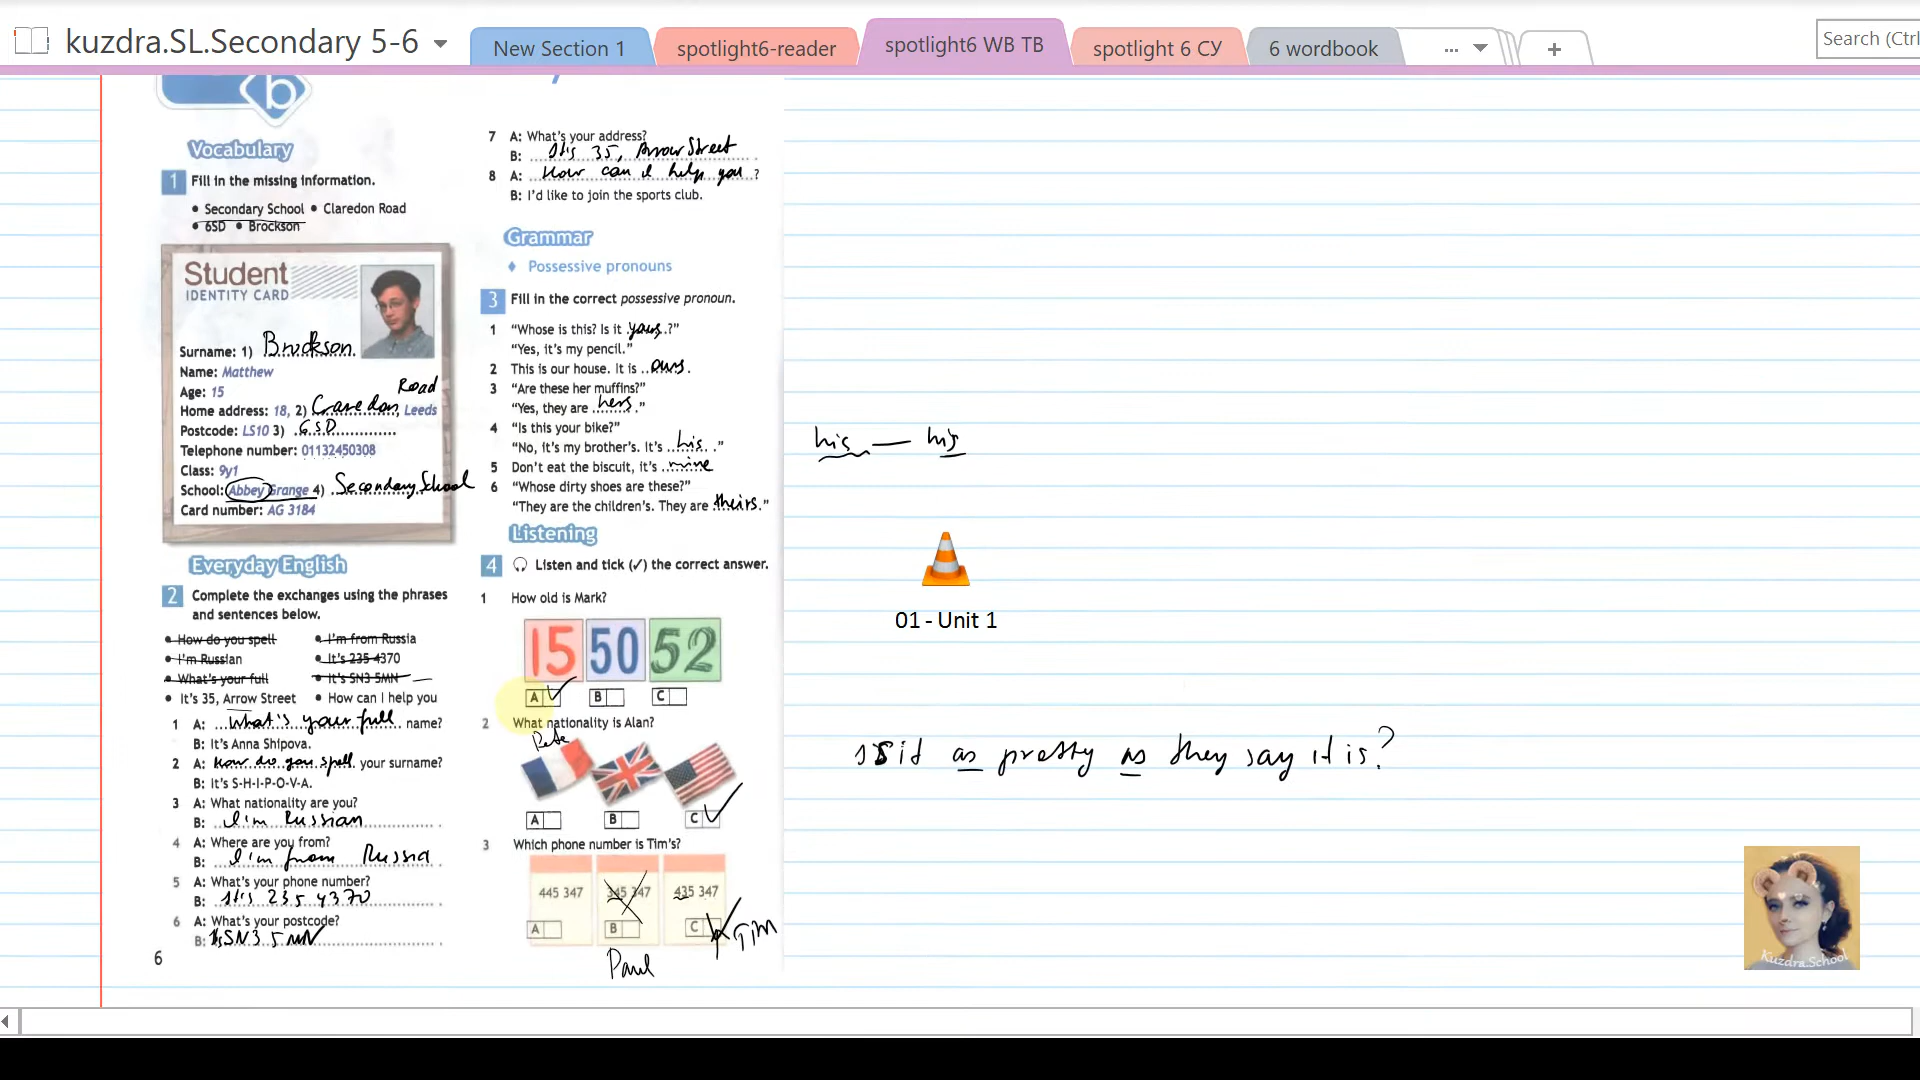 kuzdra.SL.Secondary 5-6
New Section 1
spotlight6-reader
spotlight6 WB TB
spotlight 6 СУ
6 wordbook
...
+
Search (Ctrl
b
Vocabulary
1 Fill in the missing information.
• Secondary School • Claredon Road
• 6SD • Brockson
Student
IDENTITY CARD
Surname: 1) Brockson
Name: Matthew
Age: 15
Road
Home address: 18, 2) Craredon, Leeds
Postcode: LS10 3) 6SD
Telephone number: 01132450308
Class: 9y1
School: Abbey Grange 4) Secondary School
Card number: AG 3184
Everyday English
2 Complete the exchanges using the phrases
and sentences below.
• How do you spell • I'm from Russia
• I'm Russian • It's 235 4370
• What's your full • It's SN3 5MN
• It's 35, Arrow Street • How can I help you
1 A: What's your full name?
B: It's Anna Shipova.
2 A: How do you spell your surname?
B: It's S-H-I-P-O-V-A.
3 A: What nationality are you?
B: I'm Russian
4 A: Where are you from?
B: I'm from Russia
5 A: What's your phone number?
B: It's 235 4370
6 A: What's your postcode?
B: It's SN3 5MN
6
7 A: What's your address?
B: It's 35, Arrow Street
8 A: How can I help you?
B: I'd like to join the sports club.
Grammar
♦ Possessive pronouns
3 Fill in the correct possessive pronoun.
1 "Whose is this? Is it yours?"
"Yes, it's my pencil."
2 This is our house. It is ours.
3 "Are these her muffins?"
"Yes, they are hers."
4 "Is this your bike?"
"No, it's my brother's. It's his."
5 Don't eat the biscuit, it's mine
6 "Whose dirty shoes are these?"
"They are the children's. They are theirs."
Listening
4 Listen and tick (✓) the correct answer.
1 How old is Mark?
15 50 52
A ✓ B C
2 What nationality is Alan?
Pete
A B C ✓
3 Which phone number is Tim's?
445 347 345 347 435 347
A B C Tim
Paul
his — his
01 - Unit 1
Is it as pretty as they say it is?
Kuzdra.School